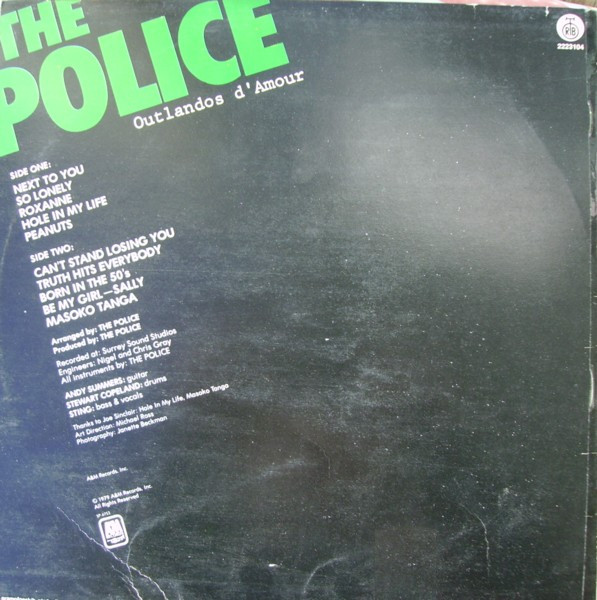 THE
POLICE
Outlandos d'Amour
RTB
2223104
SIDE ONE:
NEXT TO YOU
SO LONELY
ROXANNE
HOLE IN MY LIFE
PEANUTS
SIDE TWO:
CAN'T STAND LOSING YOU
TRUTH HITS EVERYBODY
BORN IN THE 50's
BE MY GIRL—SALLY
MASOKO TANGA
Arranged by: THE POLICE
Produced by: THE POLICE
Recorded at: Surrey Sound Studios
Engineers: Nigel and Chris Gray
All instruments by: THE POLICE
ANDY SUMMERS: guitar
STEWART COPELAND: drums
STING: bass & vocals
Thanks to Joe Sinclair: Hole In My Life, Masoko Tanga
Art Direction: Michael Ross
Photography: Janette Beckman
A&M Records, Inc.
© 1979 A&M Records, Inc.
All Rights Reserved
SP 4753
A&M